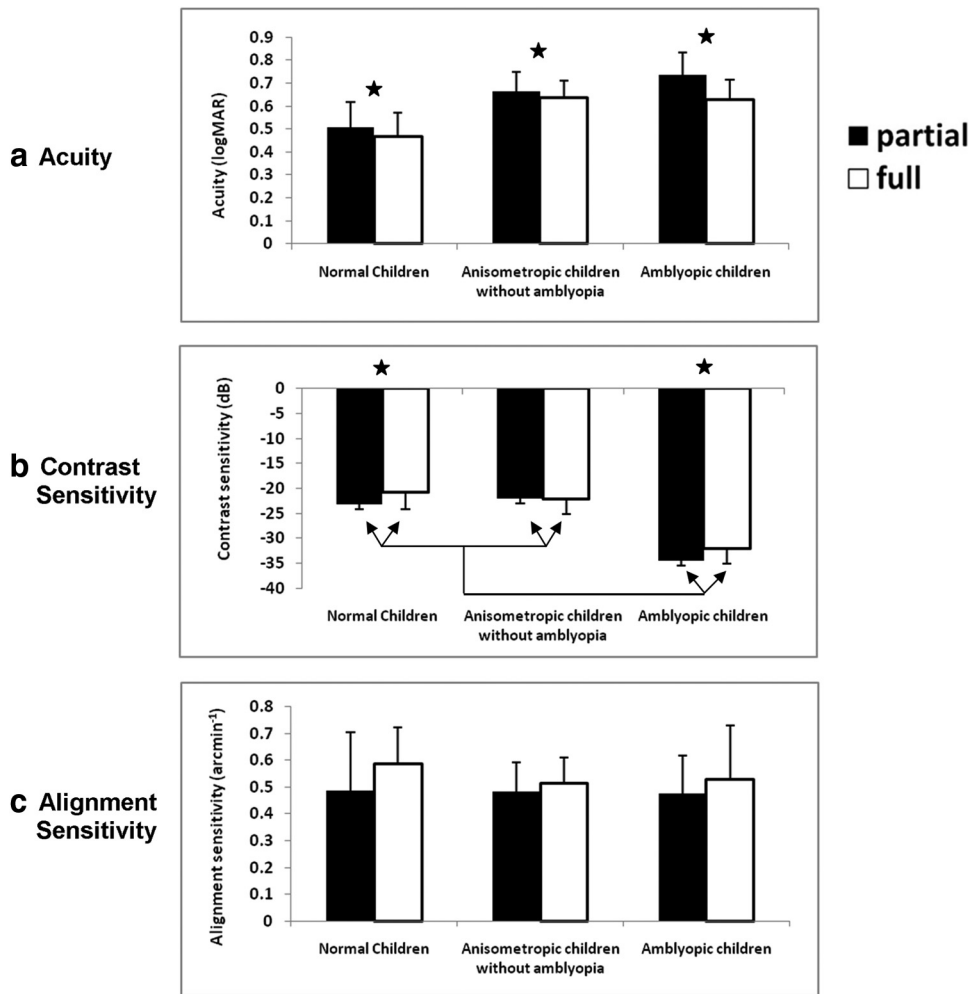 a Acuity
Acuity (logMAR)
0.9
0.8
0.7
0.6
0.5
0.4
0.3
0.2
0.1
0
Normal Children
Anisometropic children
without amblyopia
Amblyopic children
partial
full
b Contrast
Sensitivity
Contrast sensitivity (dB)
0
-5
-10
-15
-20
-25
-30
-35
-40
Normal Children
Anisometropic children
without amblyopia
Amblyopic children
c Alignment
Sensitivity
Alignment sensitivity (arcmin⁻¹)
0.8
0.7
0.6
0.5
0.4
0.3
0.2
0.1
0
Normal Children
Anisometropic children
without amblyopia
Amblyopic children